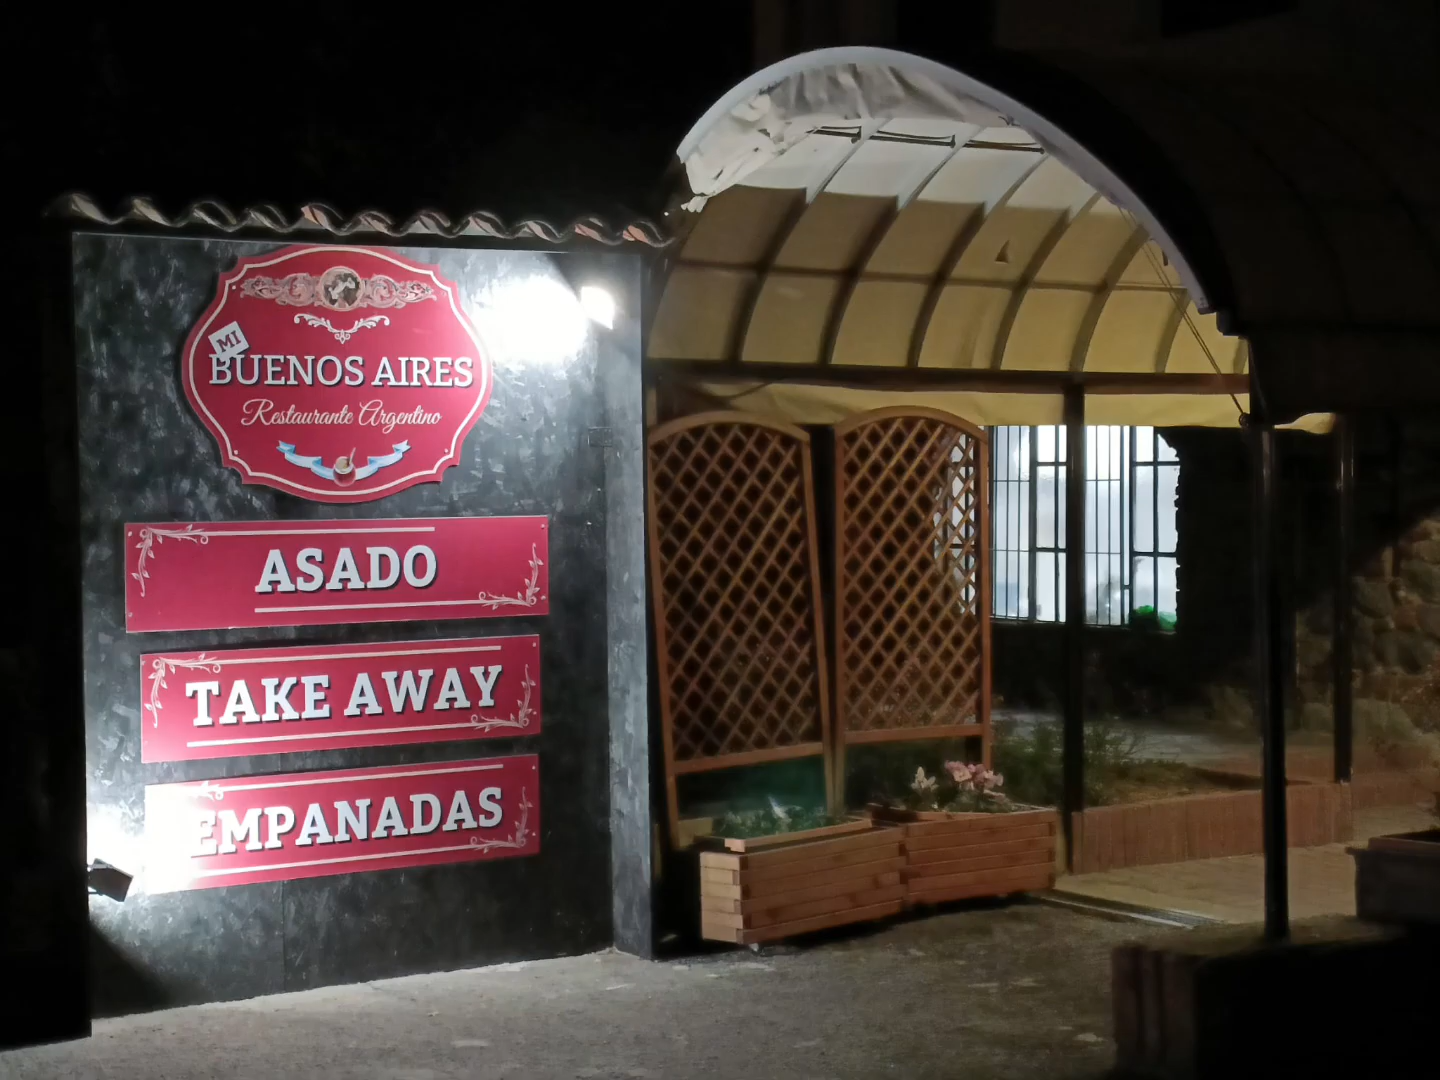 MI
BUENOS AIRES
Restaurante Argentino
ASADO
TAKE AWAY
EMPANADAS